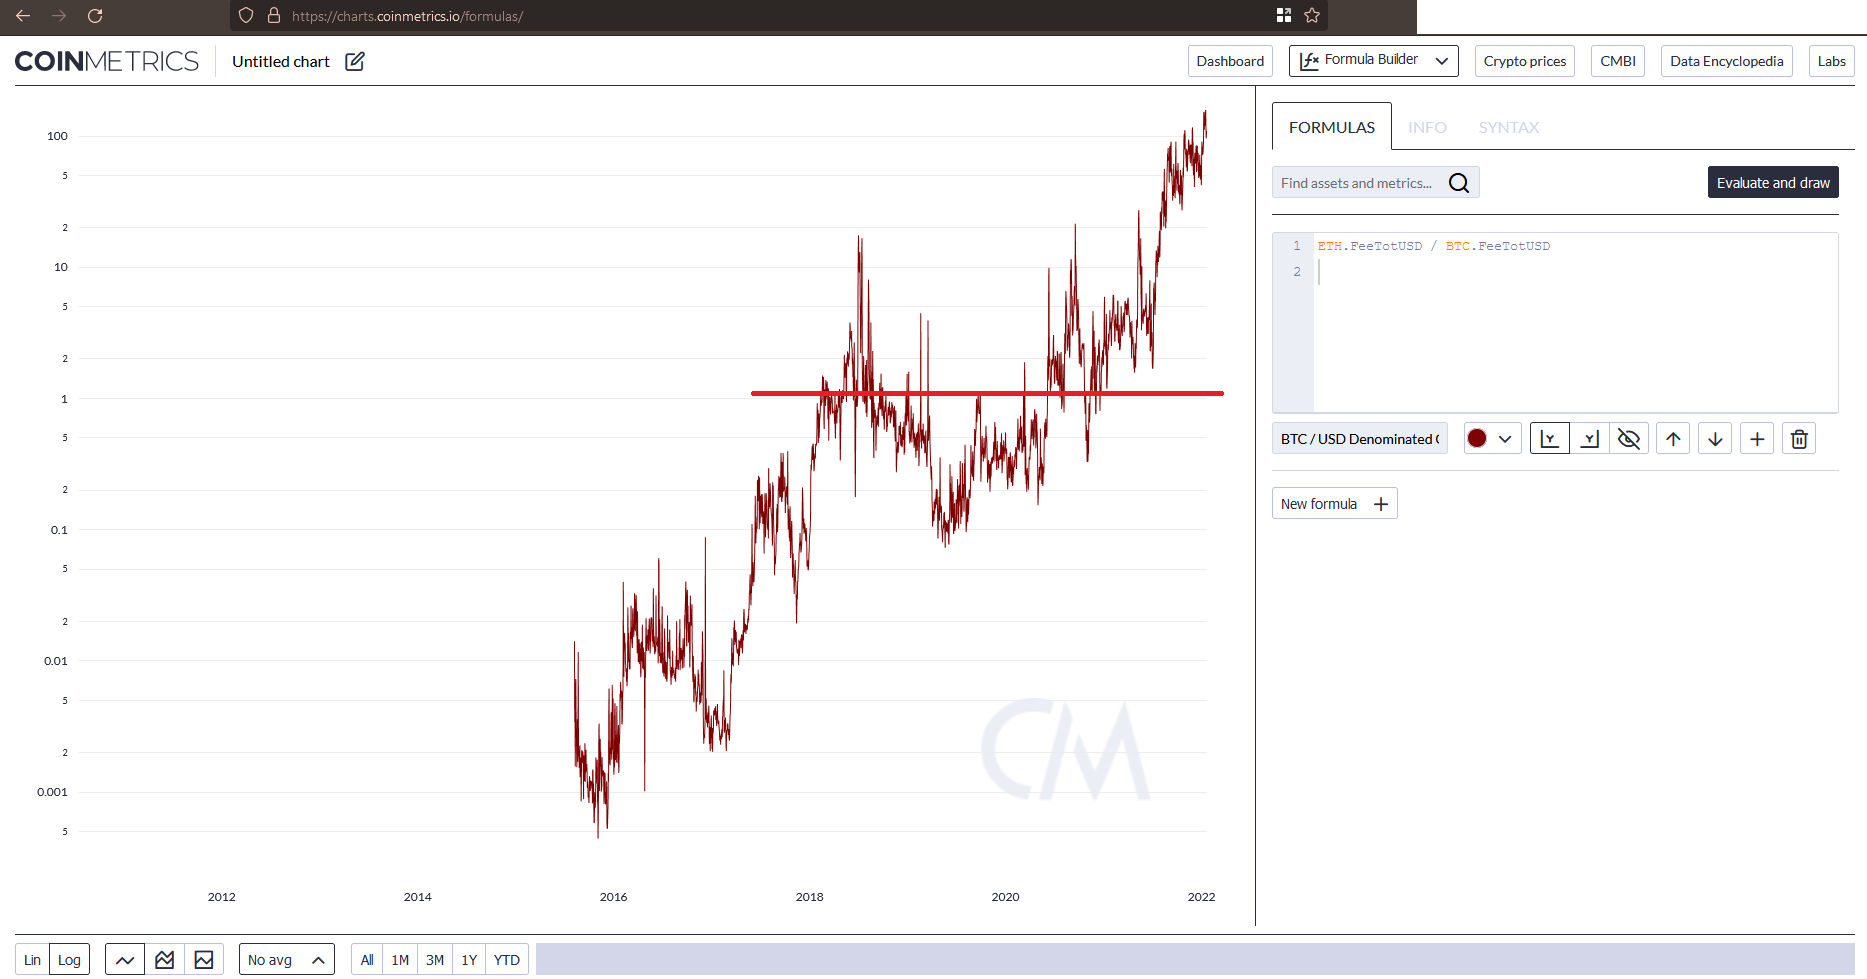 https://charts.coinmetrics.io/formulas/
COINMETRICS
Untitled chart
Dashboard
Formula Builder
Crypto prices
CMBI
Data Encyclopedia
Labs
FORMULAS
INFO
SYNTAX
Find assets and metrics...
Evaluate and draw
1 ETH.FeeTotUSD / BTC.FeeTotUSD
2
BTC / USD Denominated
New formula
100
5
2
10
5
2
1
5
2
0.1
5
2
0.01
5
2
0.001
5
CM
2012 2014 2016 2018 2020 2022
Lin Log No avg All 1M 3M 1Y YTD